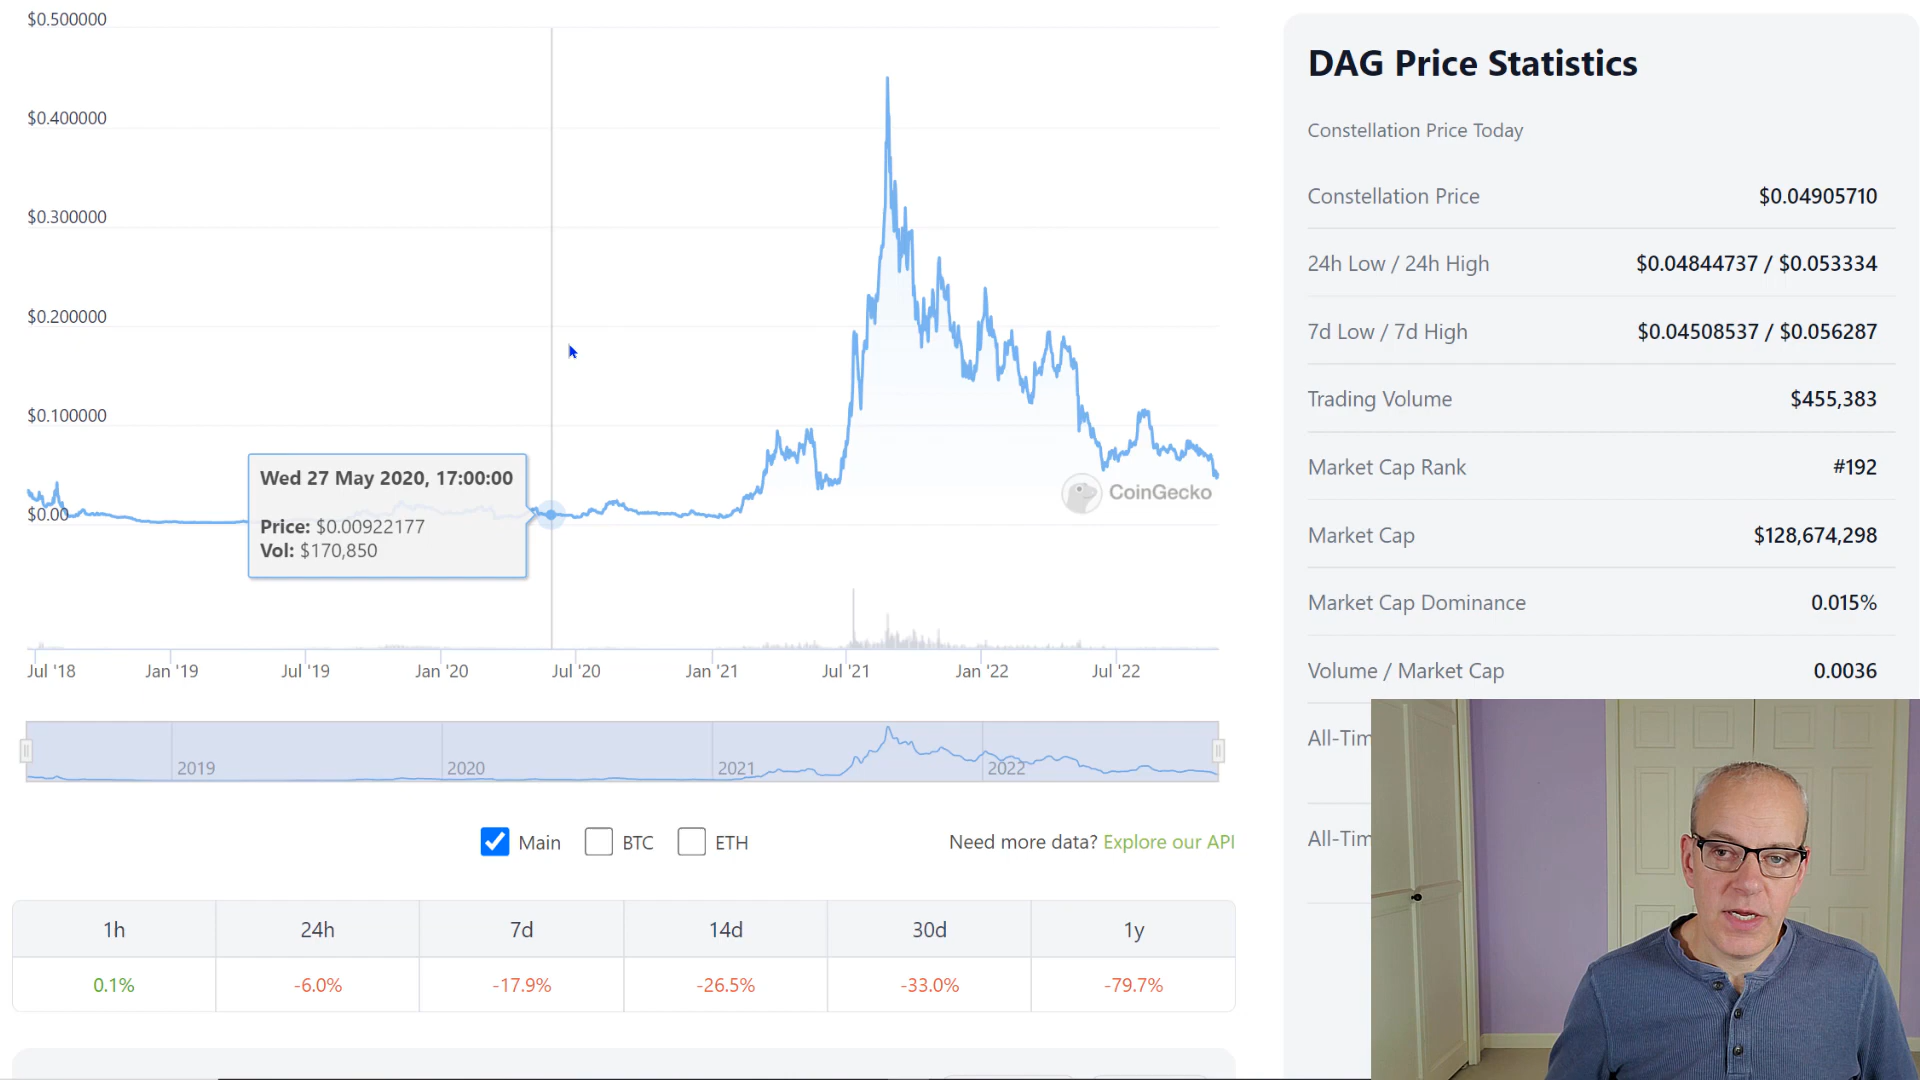 $0.500000
$0.400000
$0.300000
$0.200000
$0.100000
$0.00
Wed 27 May 2020, 17:00:00
Price: $0.00922177
Vol: $170,850
CoinGecko
Jul '18 Jan '19 Jul '19 Jan '20 Jul '20 Jan '21 Jul '21 Jan '22 Jul '22
2019 2020 2021 2022
Main BTC ETH Need more data? Explore our API
1h 24h 7d 14d 30d 1y
0.1% -6.0% -17.9% -26.5% -33.0% -79.7%
DAG Price Statistics
Constellation Price Today
Constellation Price $0.04905710
24h Low / 24h High $0.04844737 / $0.053334
7d Low / 7d High $0.04508537 / $0.056287
Trading Volume $455,383
Market Cap Rank #192
Market Cap $128,674,298
Market Cap Dominance 0.015%
Volume / Market Cap 0.0036
All-Tim
All-Tim